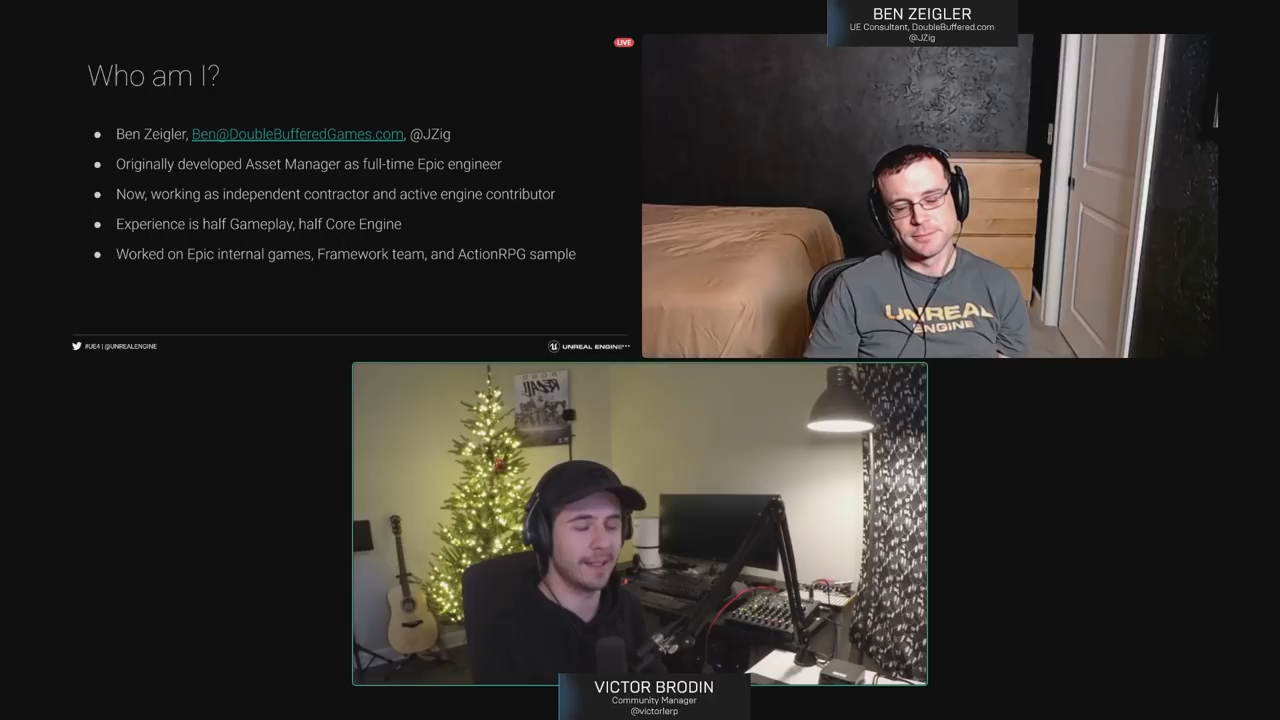 BEN ZEIGLER
UE Consultant, DoubleBuffered.com
@JZig
LIVE
Who am I?
● Ben Zeigler, Ben@DoubleBufferedGames.com, @JZig
● Originally developed Asset Manager as full-time Epic engineer
● Now, working as independent contractor and active engine contributor
● Experience is half Gameplay, half Core Engine
● Worked on Epic internal games, Framework team, and ActionRPG sample
#UE4 | @UNREALENGINE
UNREAL ENGINE
UNREAL
ENGINE
VICTOR BRODIN
Community Manager
@victor1erp